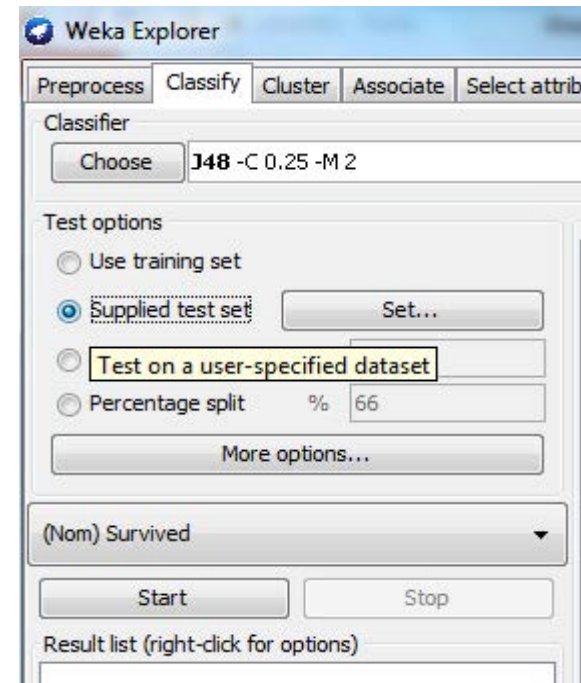 Weka Explorer
Preprocess Classify Cluster Associate Select attrib
Classifier
Choose J48 -C 0.25 -M 2
Test options
Use training set
Supplied test set Set...
Test on a user-specified dataset
Percentage split % 66
More options...
(Nom) Survived
Start Stop
Result list (right-click for options)